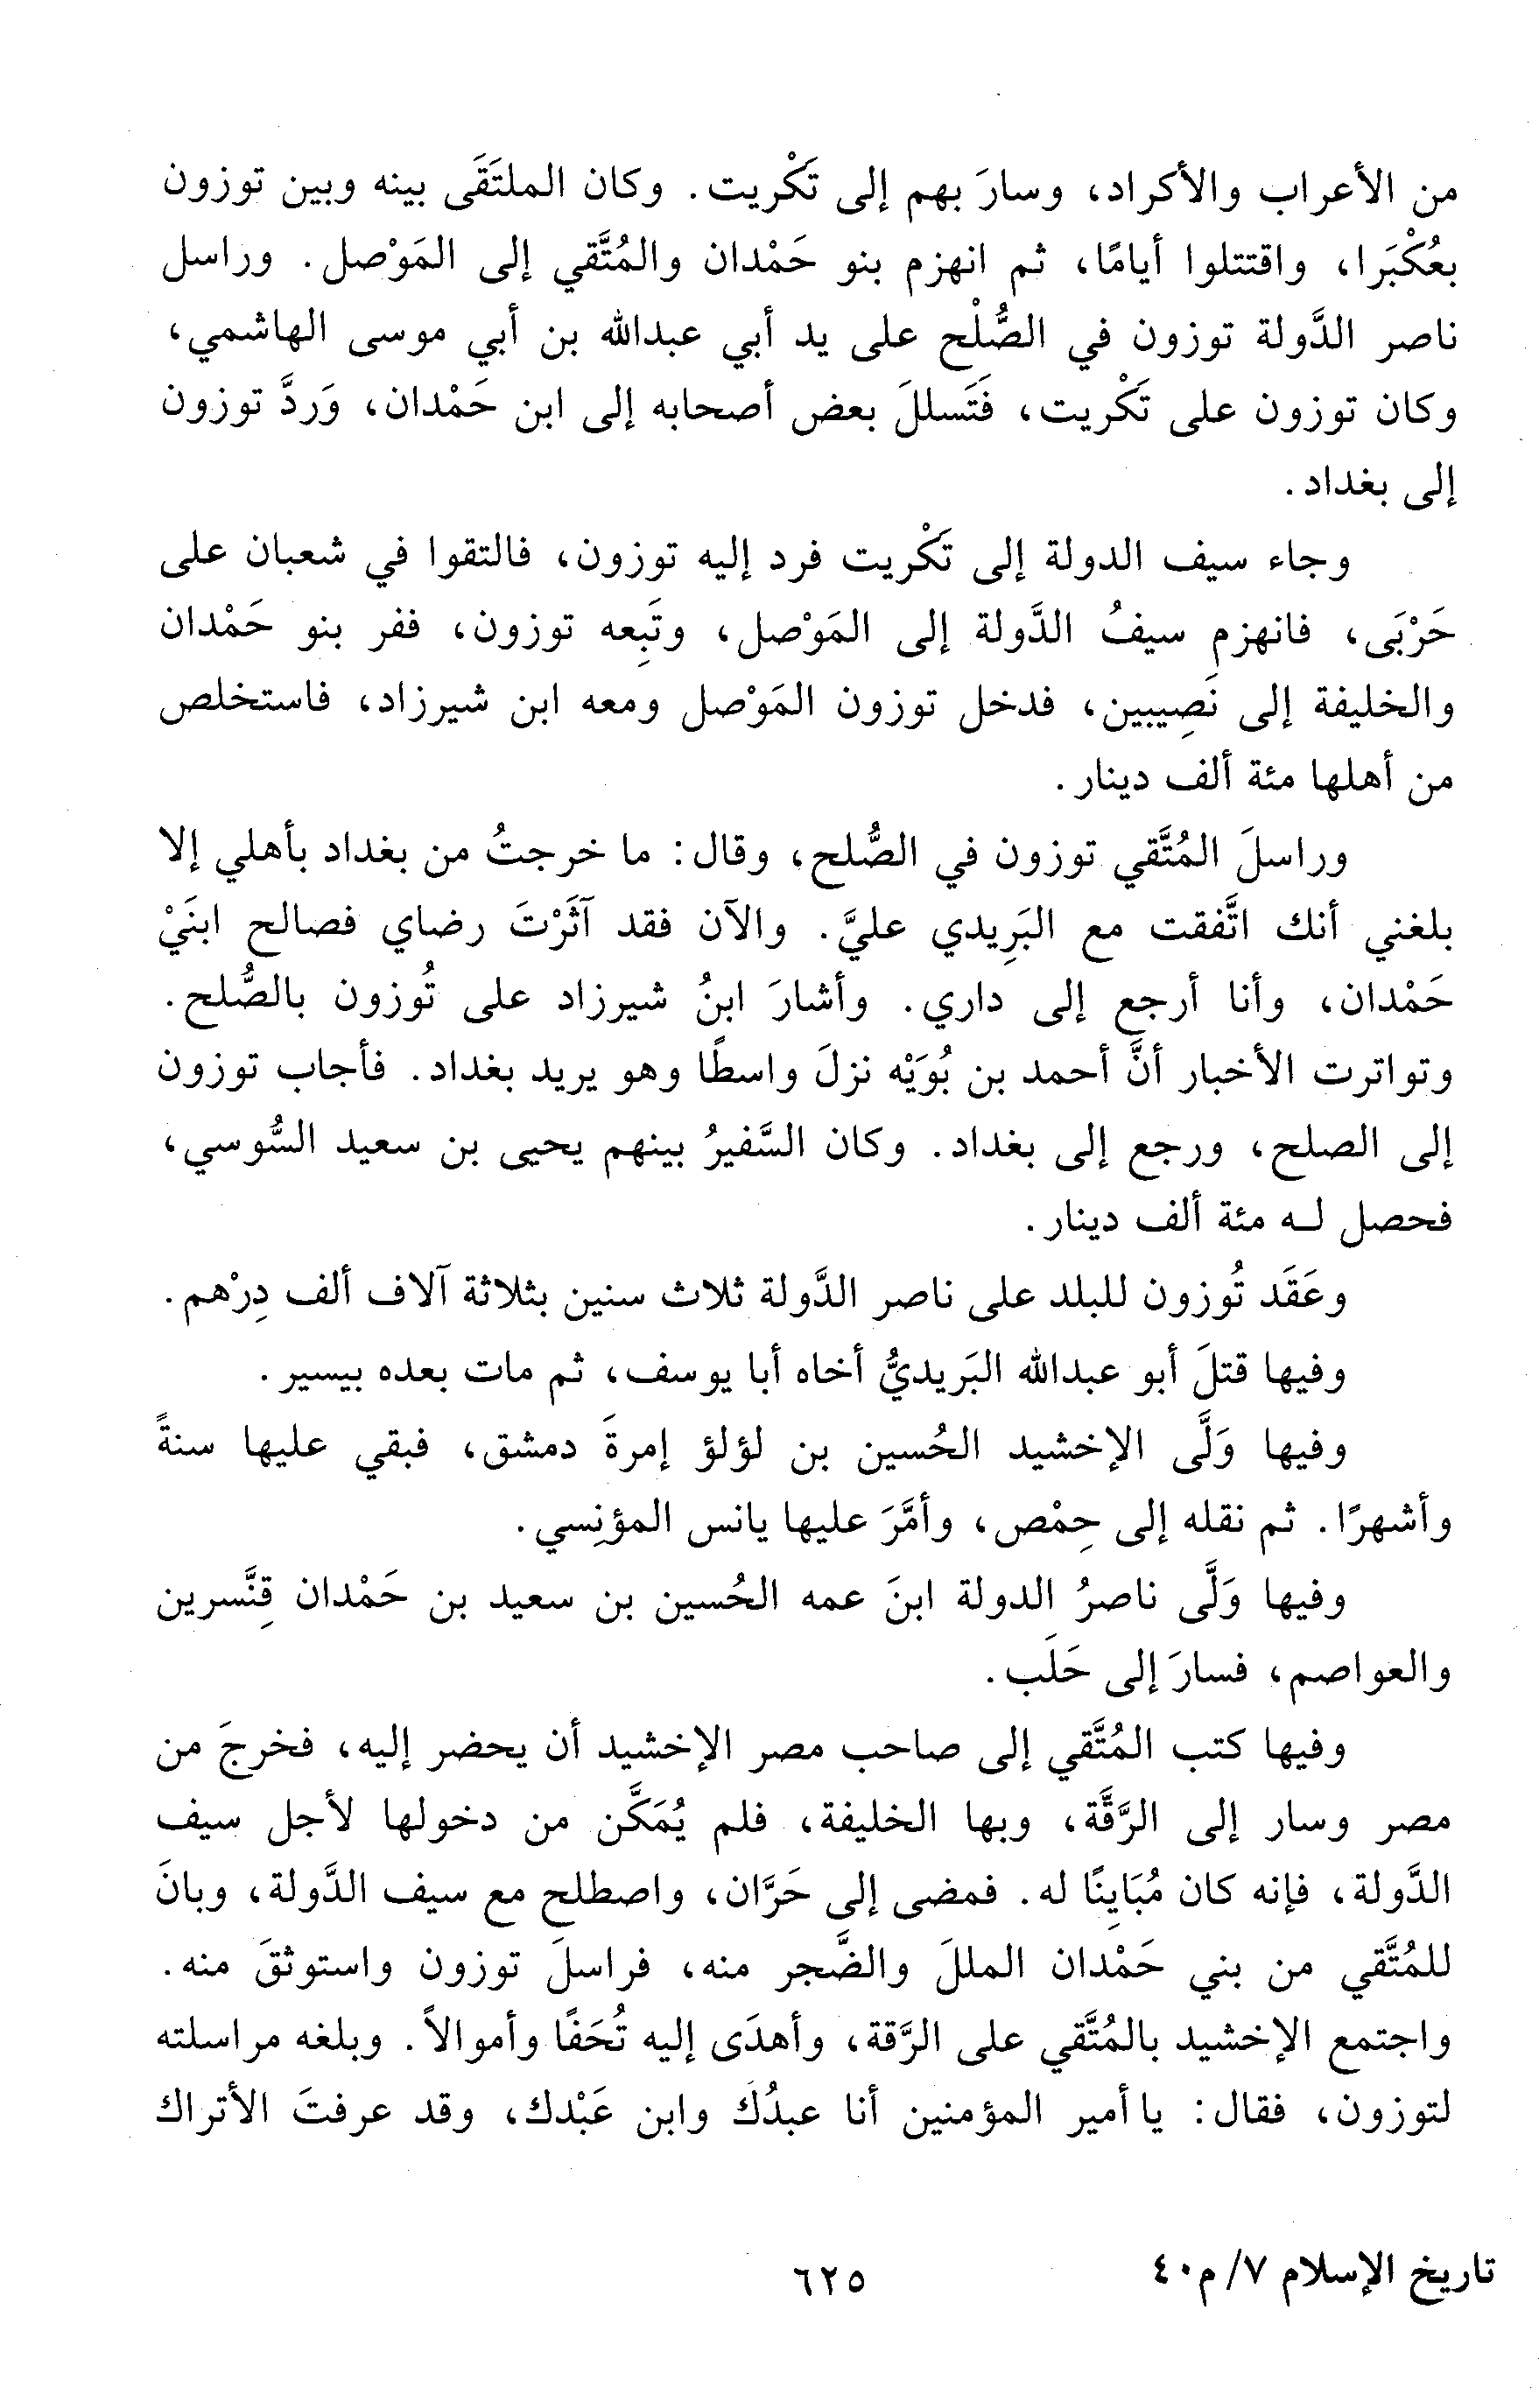 من الأعراب والأكراد، وسارَ بهم إلى تَكْريت. وكان الملتَقَى بينه وبين توزون
بعُكْبَرا، واقتتلوا أيامًا، ثم انهزم بنو حَمْدان والمُتَّقي إلى المَوْصل. وراسل
ناصر الدَّولة توزون في الصُّلْح على يد أبي عبدالله بن أبي موسى الهاشمي،
وكان توزون على تَكْريت، فَتَسللَ بعض أصحابه إلى ابن حَمْدان، وَردَّ توزون
إلى بغداد.
وجاء سيف الدولة إلى تَكْريت فرد إليه توزون، فالتقوا في شعبان على
حَرْبَى، فانهزم سيفُ الدَّولة إلى المَوْصل، وتَبِعه توزون، ففر بنو حَمْدان
والخليفة إلى نَصِيبين، فدخل توزون المَوْصل ومعه ابن شيرزاد، فاستخلص
من أهلها مئة ألف دينار.
وراسلَ المُتَّقي توزون في الصُّلح، وقال: ما خرجتُ من بغداد بأهلي إلا
بلغني أنك اتَّفقت مع البَرِيدي عليَّ. والآن فقد آثَرْتَ رضاي فصالح ابنَيْ
حَمْدان، وأنا أرجع إلى داري. وأشارَ ابنُ شيرزاد على تُوزون بالصُّلح.
وتواترت الأخبار أنَّ أحمد بن بُوَيْه نزلَ واسطًا وهو يريد بغداد. فأجاب توزون
إلى الصلح، ورجع إلى بغداد. وكان السَّفيرُ بينهم يحيى بن سعيد السُّوسي،
فحصل لـه مئة ألف دينار.
وعَقَد تُوزون للبلد على ناصر الدَّولة ثلاث سنين بثلاثة آلاف ألف دِرْهم.
وفيها قتلَ أبو عبدالله البَريديُّ أخاه أبا يوسف، ثم مات بعده بيسير.
وفيها وَلَّى الإخشيد الحُسين بن لؤلؤ إمرةَ دمشق، فبقي عليها سنةً
وأشهرًا. ثم نقله إلى حِمْص، وأمَّرَ عليها يانس المؤنِسي.
وفيها وَلَّى ناصرُ الدولة ابنَ عمه الحُسين بن سعيد بن حَمْدان قِنَّسرين
والعواصم، فسارَ إلى حَلَب.
وفيها كتب المُتَّقي إلى صاحب مصر الإخشيد أن يحضر إليه، فخرجَ من
مصر وسار إلى الرَّقَّة، وبها الخليفة، فلم يُمَكَّن من دخولها لأجل سيف
الدَّولة، فإنه كان مُبَايِنًا له. فمضى إلى حَرَّان، واصطلح مع سيف الدَّولة، وبانَ
للمُتَّقي من بني حَمْدان المللَ والضَّجر منه، فراسلَ توزون واستوثقَ منه.
واجتمع الإخشيد بالمُتَّقي على الرَّقة، وأهدَى إليه تُحَفًا وأموالاً. وبلغه مراسلته
لتوزون، فقال: يا أمير المؤمنين أنا عبدُكَ وابن عَبْدك، وقد عرفتَ الأتراك
تاريخ الإسلام ٧/ م٤٠
٦٢٥